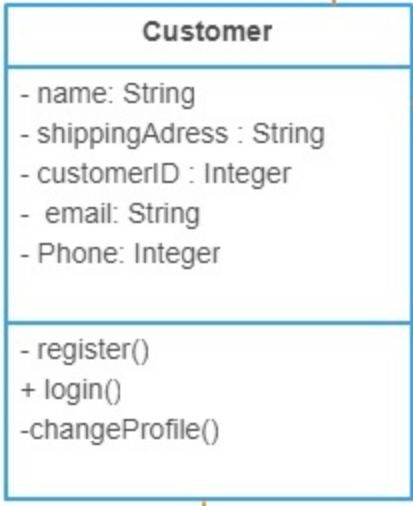 Customer
- name: String
- shippingAdress : String
- customerID : Integer
-  email: String
- Phone: Integer
- register()
+ login()
-changeProfile()